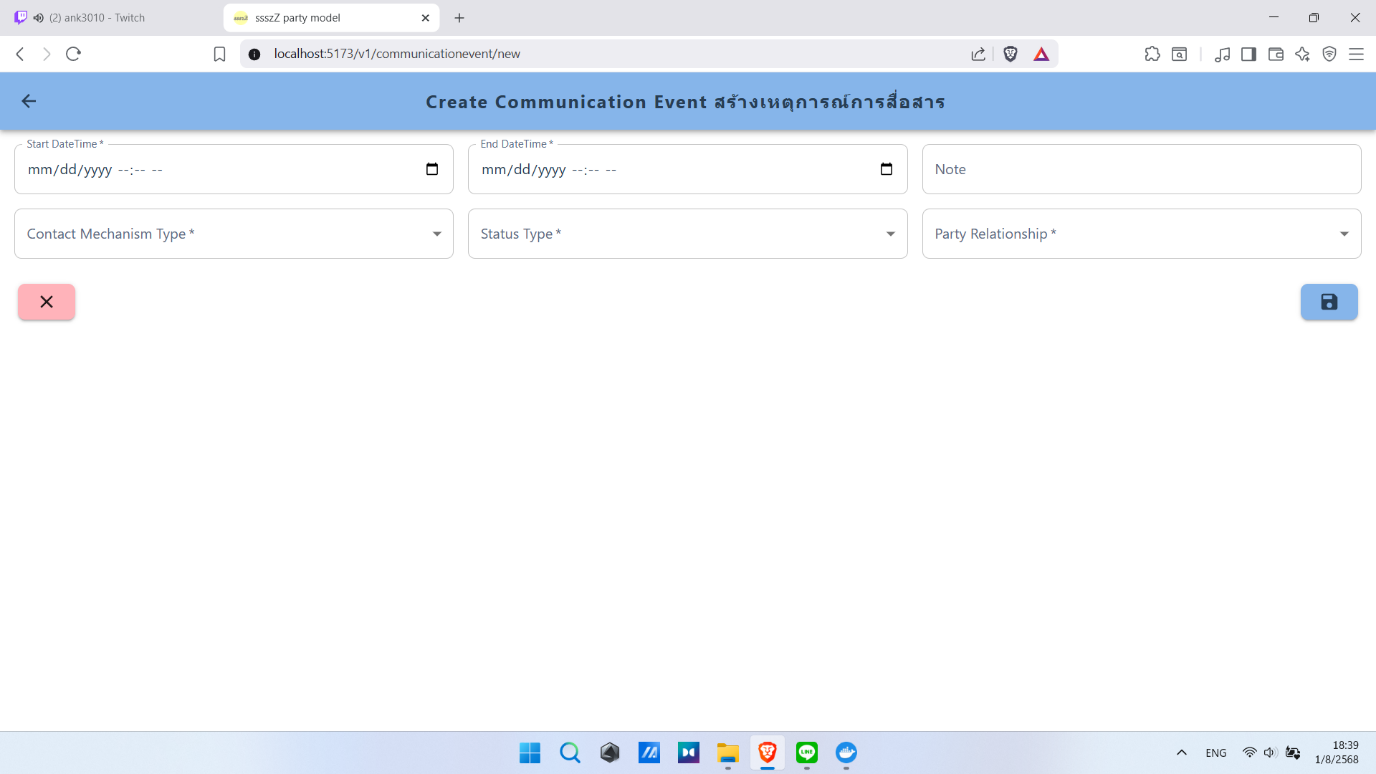 (2) ank3010 - Twitch
ssszZ
ssszZ party model
localhost:5173/v1/communicationevent/new
Create Communication Event สร้างเหตุการณ์การสื่อสาร
Start DateTime *
mm/dd/yyyy --:-- --
End DateTime *
mm/dd/yyyy --:-- --
Note
Contact Mechanism Type *
Status Type *
Party Relationship *
LINE
ENG
18:39
1/8/2568